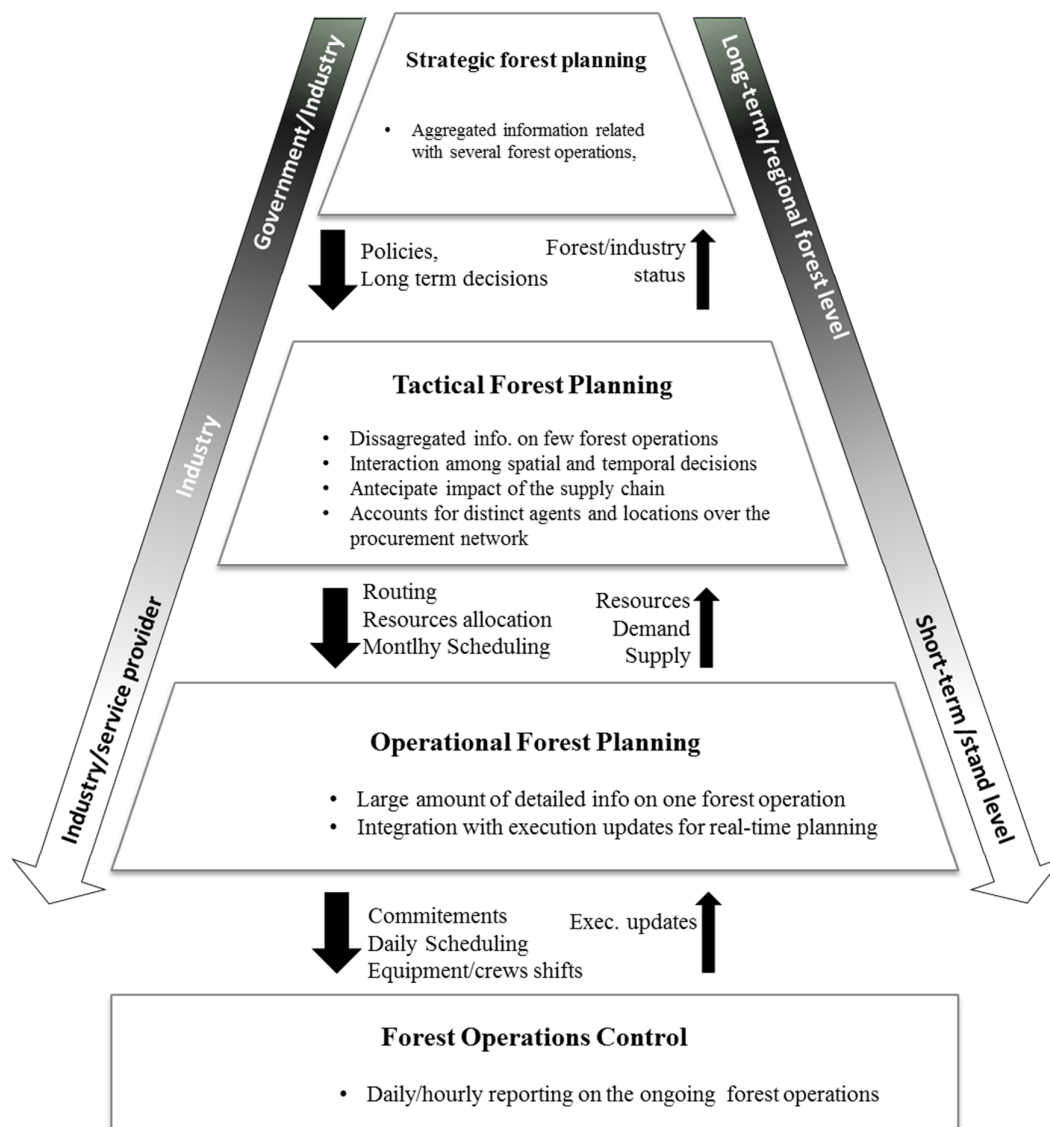 Government/Industry
Industry
Industry/service provider
Long-term/regional forest level
Short-term /stand level
Strategic forest planning
• Aggregated information related
with several forest operations,
Policies,
Long term decisions
Forest/industry
status
Tactical Forest Planning
• Dissagregated info. on few forest operations
• Interaction among spatial and temporal decisions
• Antecipate impact of the supply chain
• Accounts for distinct agents and locations over the
procurement network
Routing
Resources allocation
Montlhy Scheduling
Resources
Demand
Supply
Operational Forest Planning
• Large amount of detailed info on one forest operation
• Integration with execution updates for real-time planning
Commitements
Daily Scheduling
Equipment/crews shifts
Exec. updates
Forest Operations Control
• Daily/hourly reporting on the ongoing forest operations